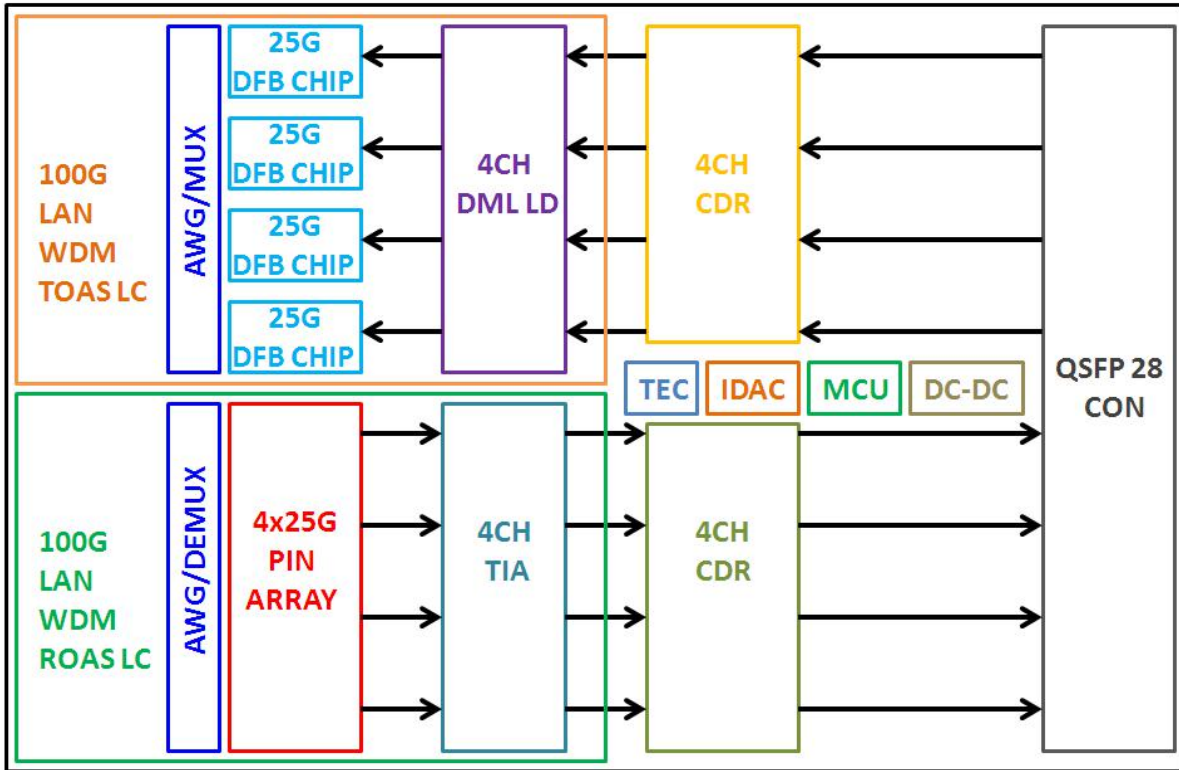 100G
LAN
WDM
TOAS LC
AWG/MUX
25G
DFB CHIP
25G
DFB CHIP
25G
DFB CHIP
25G
DFB CHIP
4CH
DML LD
4CH
CDR
TEC
IDAC
MCU
DC-DC
QSFP 28
CON
100G
LAN
WDM
ROAS LC
AWG/DEMUX
4x25G
PIN
ARRAY
4CH
TIA
4CH
CDR